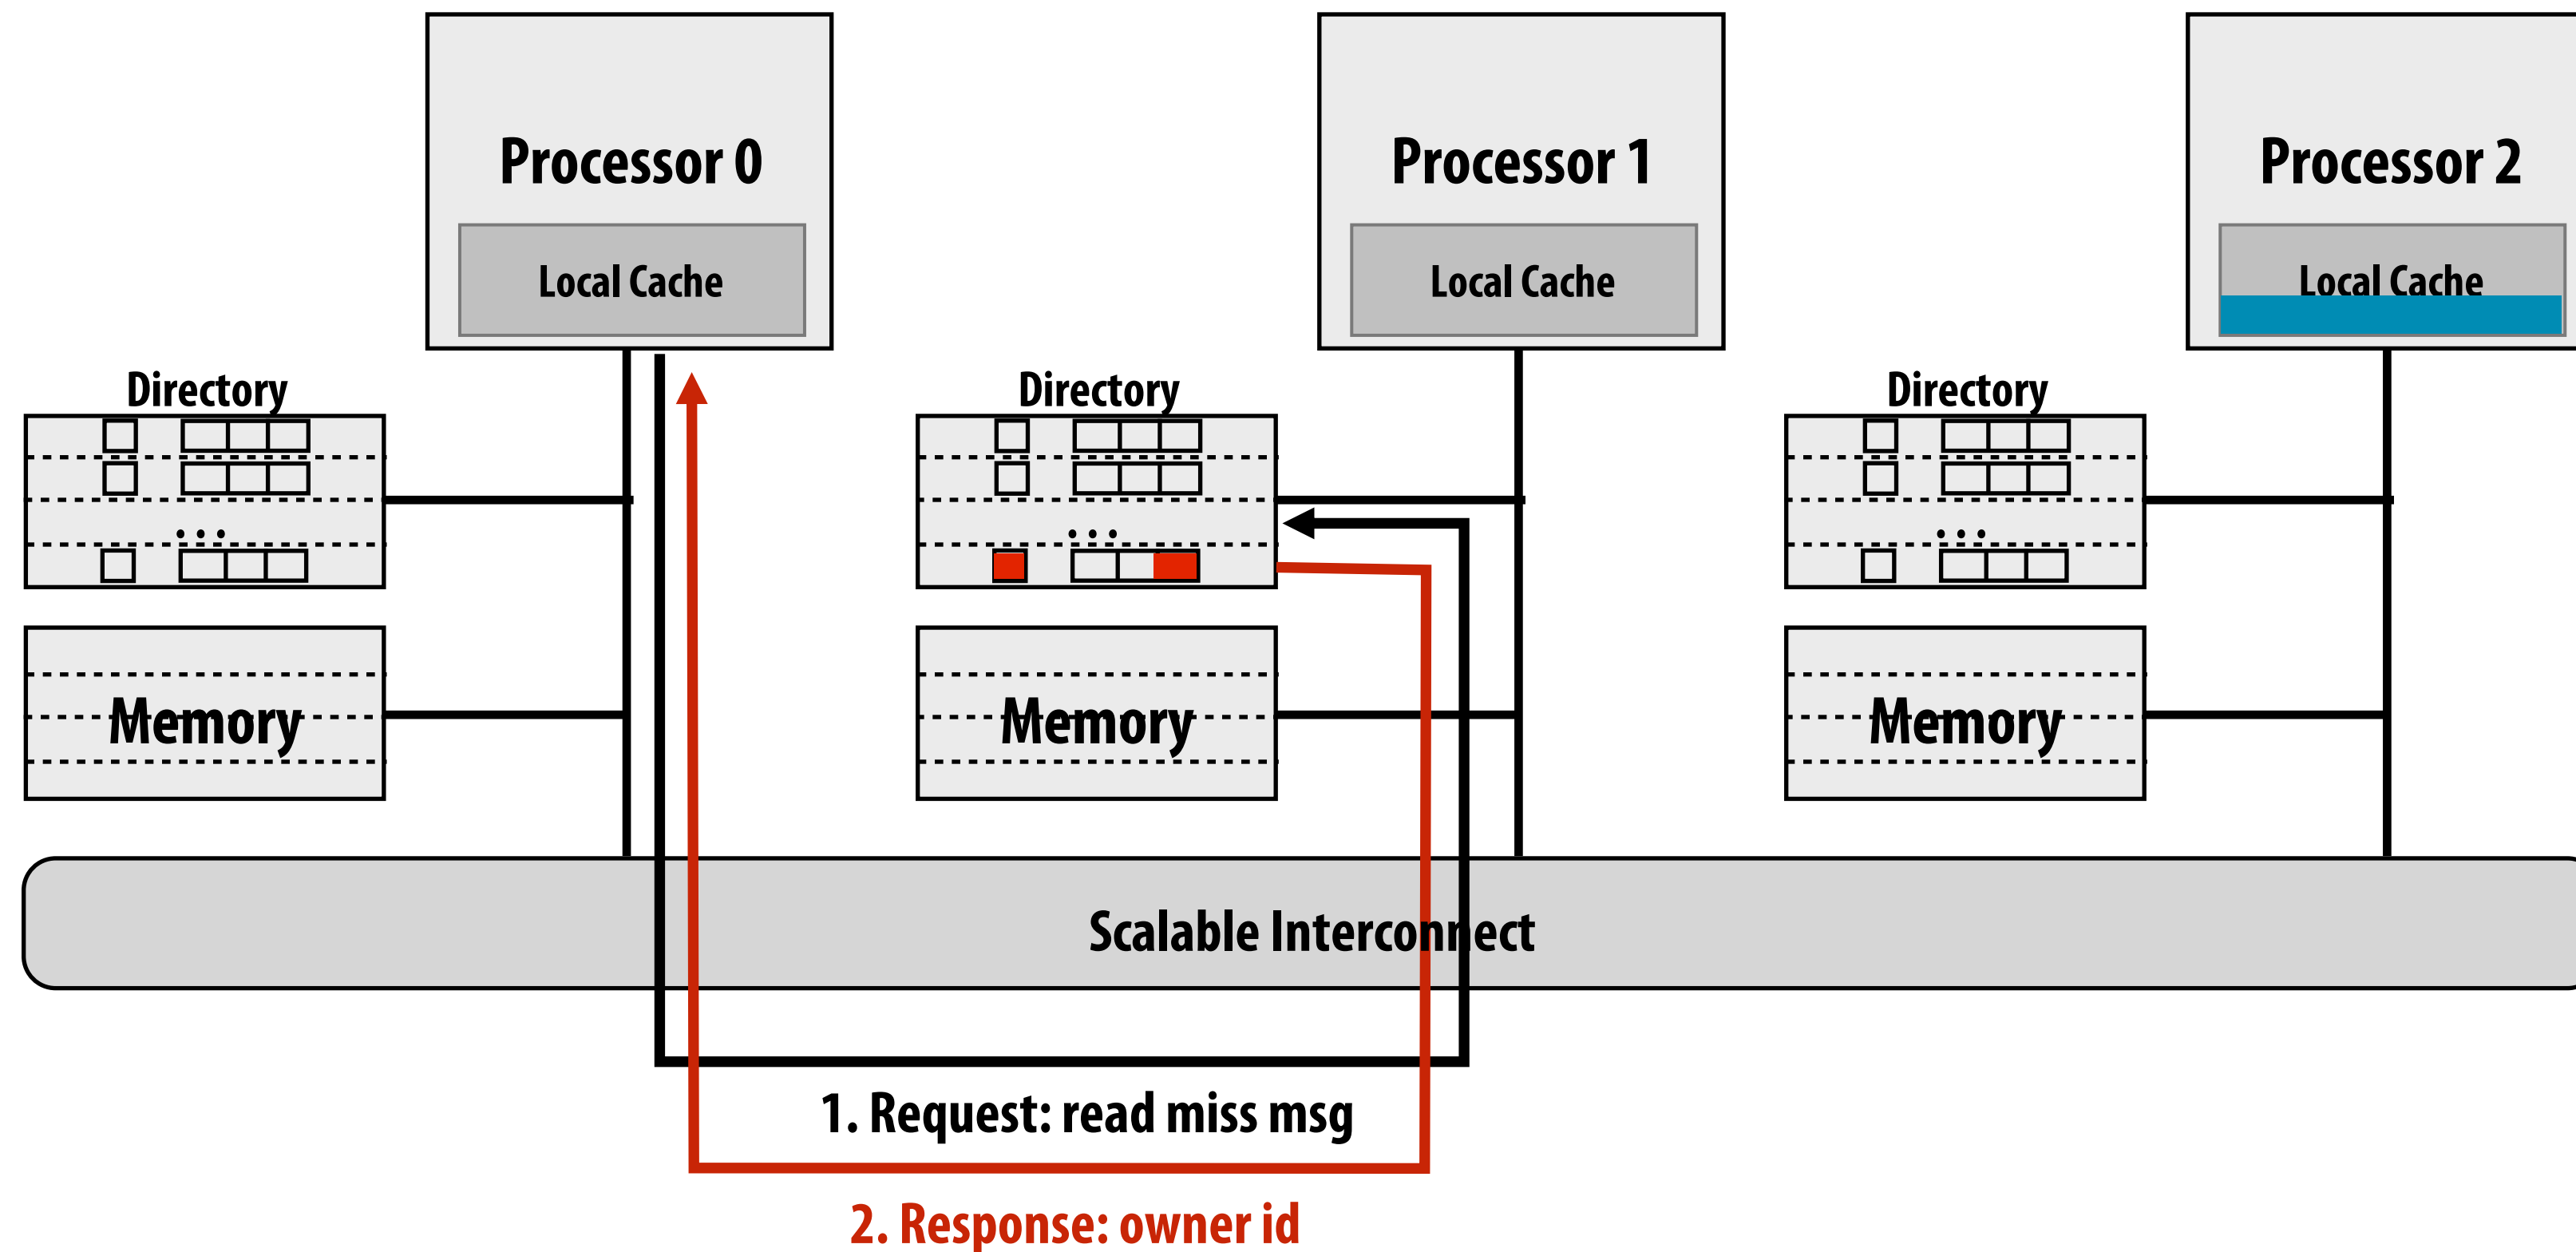 Processor 0
Processor 1
Processor 2
Local Cache
Local Cache
Local Cache
Directory
Directory
Directory
...
...
...
Memory
Memory
Memory
Scalable Interconnect
1. Request: read miss msg
2. Response: owner id